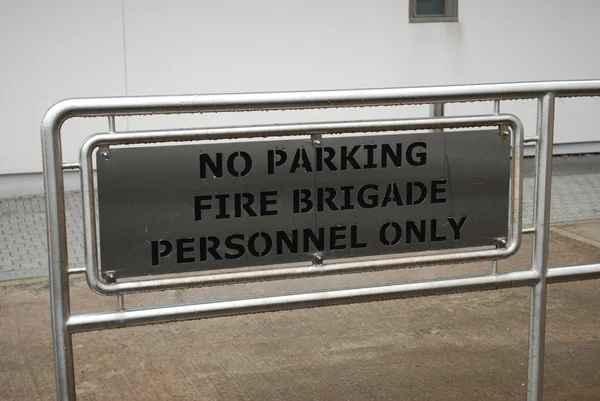 NO PARKING
FIRE BRIGADE
PERSONNEL ONLY